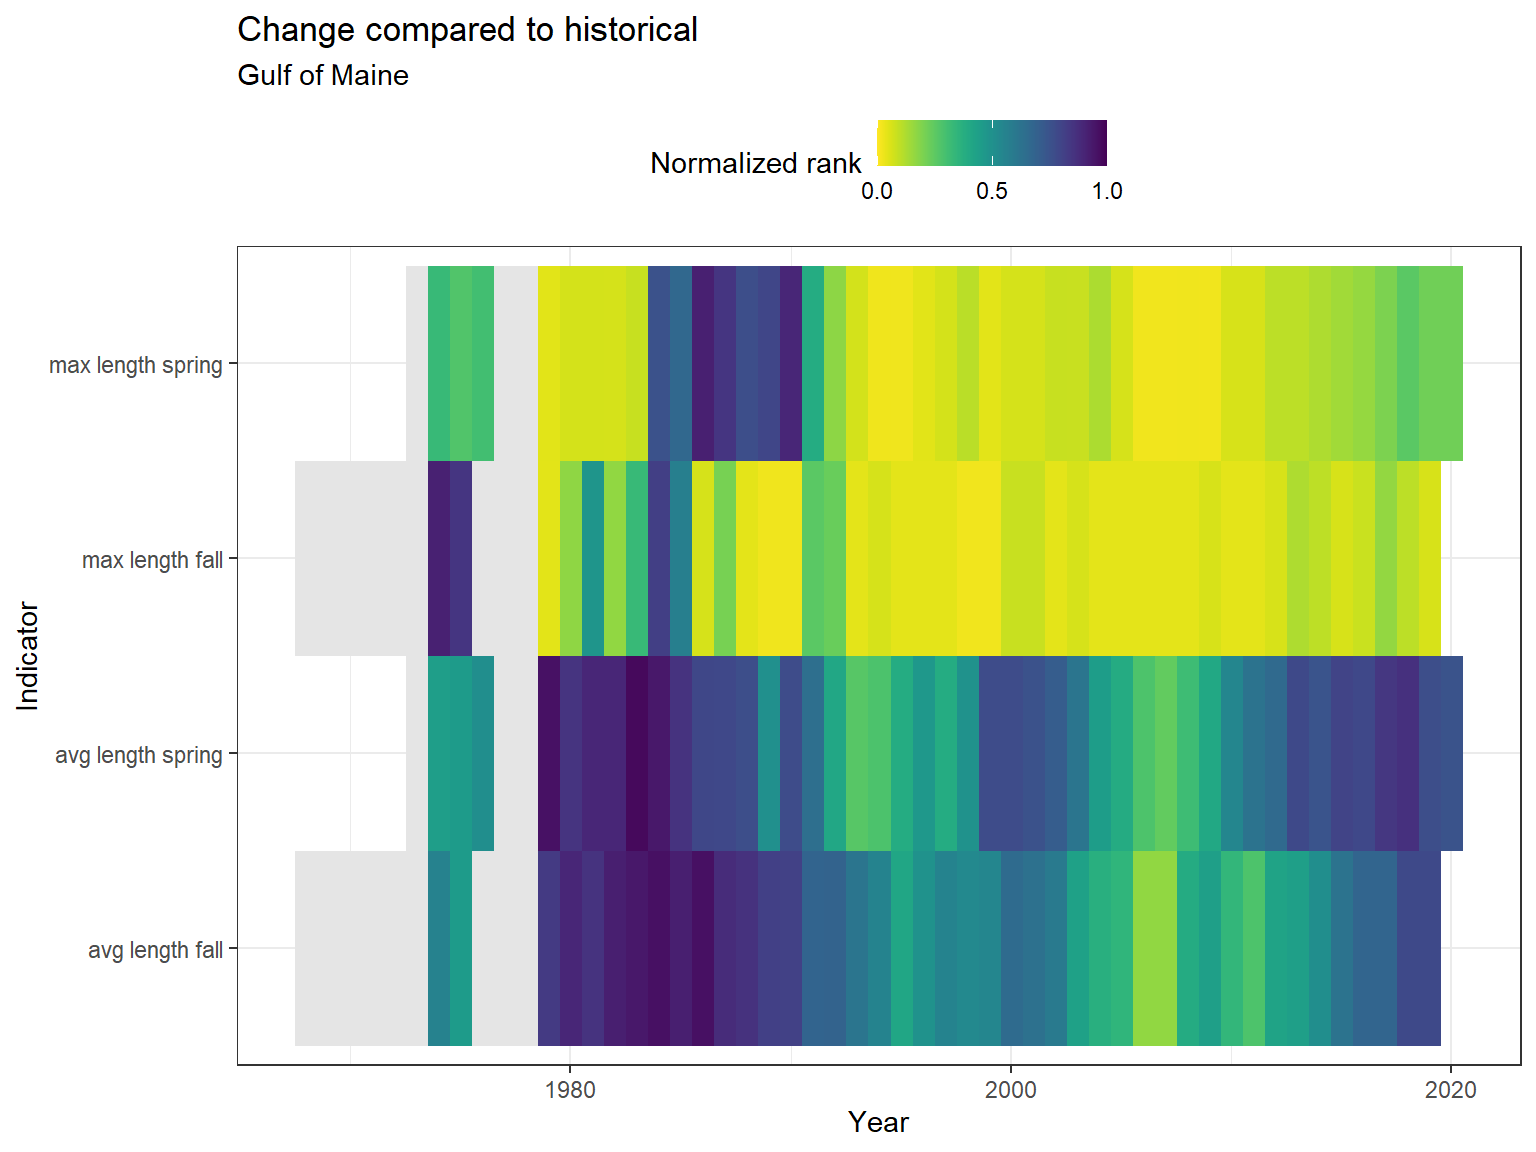 Change compared to historical
Gulf of Maine
Normalized rank
0.0 0.5 1.0
max length spring
max length fall
avg length spring
avg length fall
Indicator
1980 2000 2020
Year